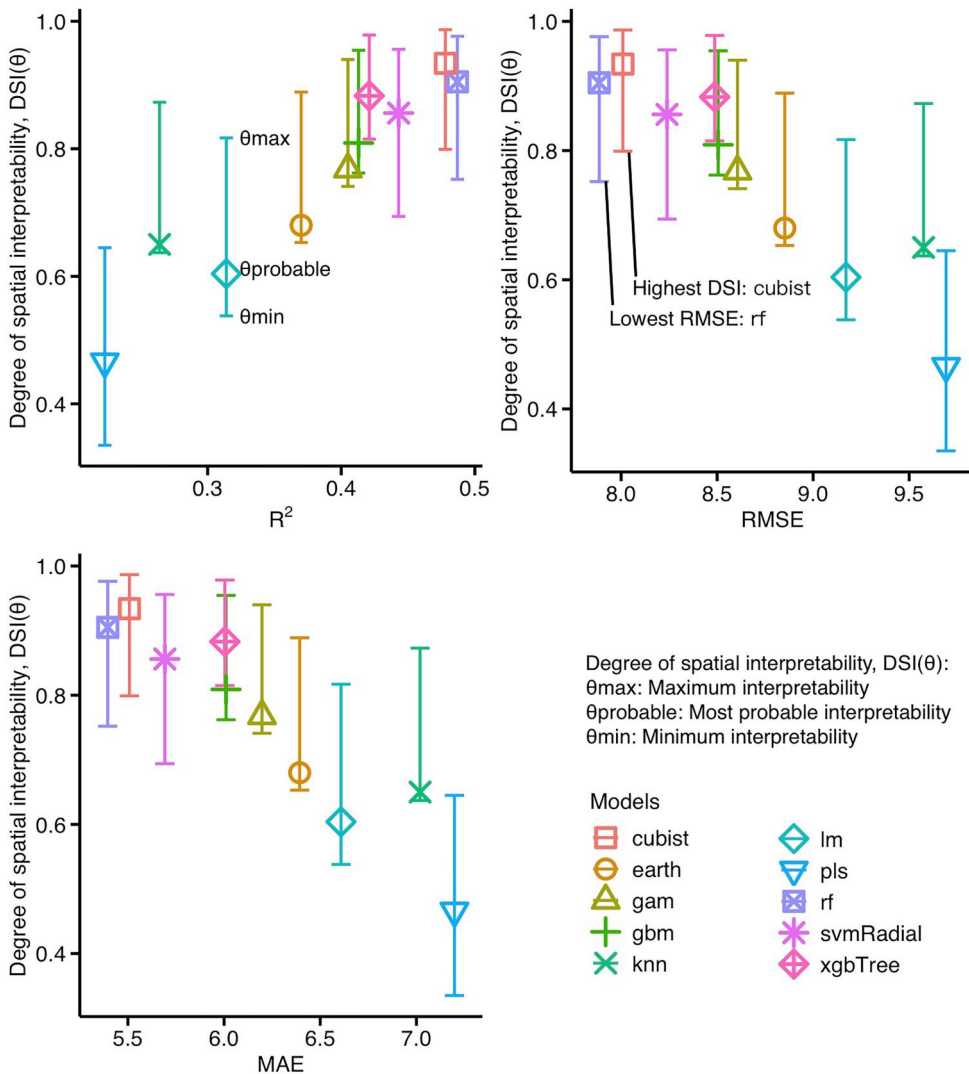 Degree of spatial interpretability, DSI(θ)
1.0
0.8
0.6
0.4
θmax
θprobable
θmin
0.3
0.4
0.5
R²
Degree of spatial interpretability, DSI(θ)
1.0
0.8
0.6
0.4
Highest DSI: cubist
Lowest RMSE: rf
8.0
8.5
9.0
9.5
RMSE
Degree of spatial interpretability, DSI(θ)
1.0
0.8
0.6
0.4
5.5
6.0
6.5
7.0
MAE
Degree of spatial interpretability, DSI(θ):
θmax: Maximum interpretability
θprobable: Most probable interpretability
θmin: Minimum interpretability
Models
cubist
earth
gam
gbm
knn
lm
pls
rf
svmRadial
xgbTree